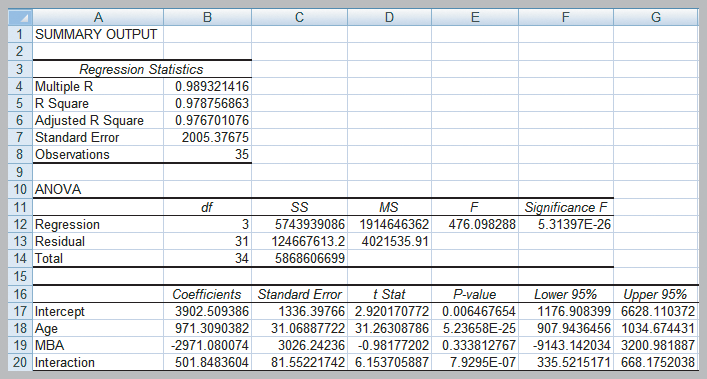 A B C D E F G
1 SUMMARY OUTPUT
2
3 Regression Statistics
4 Multiple R 0.989321416
5 R Square 0.978756863
6 Adjusted R Square 0.976701076
7 Standard Error 2005.37675
8 Observations 35
9
10 ANOVA
11 df SS MS F Significance F
12 Regression 3 5743939086 1914646362 476.098288 5.31397E-26
13 Residual 31 124667613.2 4021535.91
14 Total 34 5868606699
15
16 Coefficients Standard Error t Stat P-value Lower 95% Upper 95%
17 Intercept 3902.509386 1336.39766 2.920170772 0.006467654 1176.908399 6628.110372
18 Age 971.3090382 31.06887722 31.26308786 5.23658E-25 907.9436456 1034.674431
19 MBA -2971.080074 3026.24236 -0.98177202 0.333812767 -9143.142034 3200.981887
20 Interaction 501.8483604 81.55221742 6.153705887 7.9295E-07 335.5215171 668.1752038